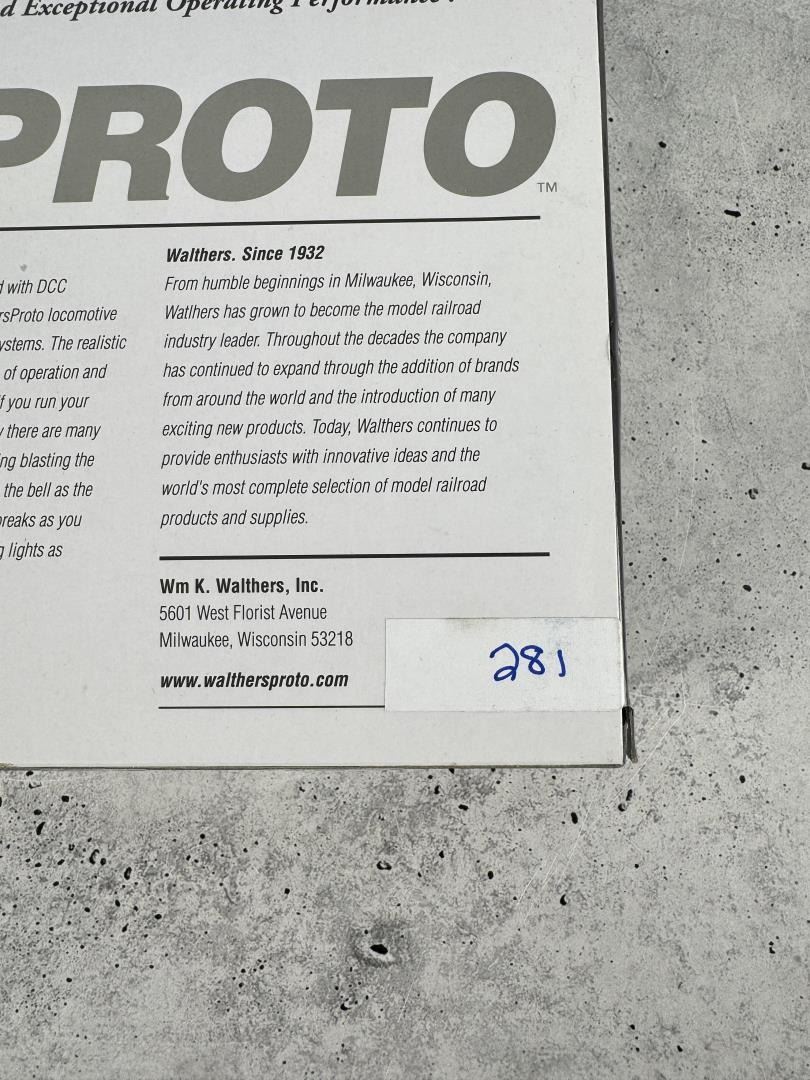 d Exceptional Operating Performance".
PROTO™
d with DCC
rsProto locomotive
ystems. The realistic
of operation and
f you run your
y there are many
ing blasting the
the bell as the
breaks as you
g lights as
Walthers. Since 1932
From humble beginnings in Milwaukee, Wisconsin,
Watlhers has grown to become the model railroad
industry leader. Throughout the decades the company
has continued to expand through the addition of brands
from around the world and the introduction of many
exciting new products. Today, Walthers continues to
provide enthusiasts with innovative ideas and the
world's most complete selection of model railroad
products and supplies.
Wm K. Walthers, Inc.
5601 West Florist Avenue
Milwaukee, Wisconsin 53218
www.walthersproto.com
281